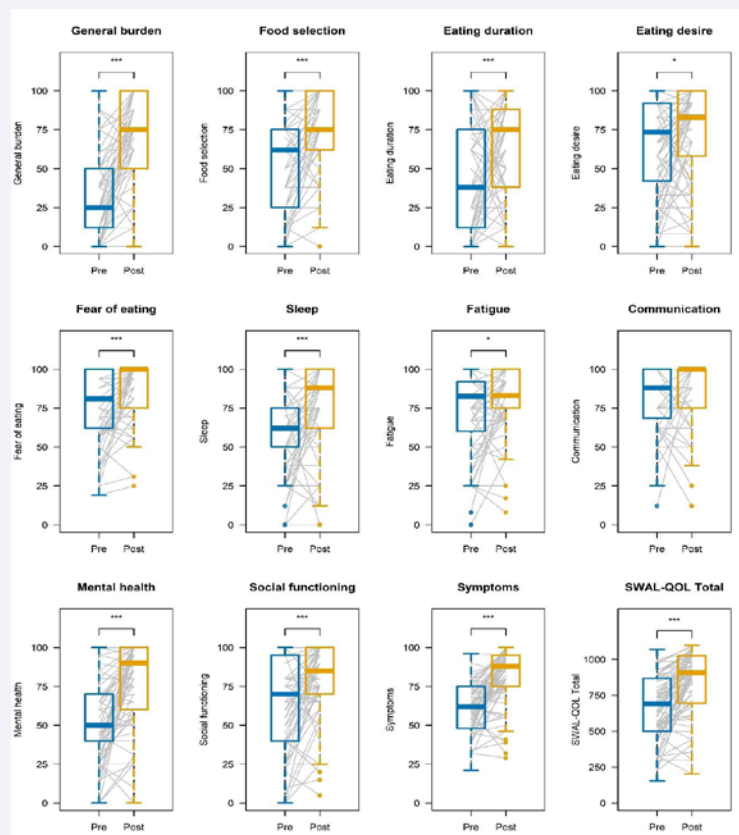 General burden
***
General burden
100
75
50
25
0
Pre Post
Food selection
***
Food selection
100
75
50
25
0
Pre Post
Eating duration
***
Eating duration
100
75
50
25
0
Pre Post
Eating desire
*
Eating desire
100
75
50
25
0
Pre Post
Fear of eating
***
Fear of eating
100
75
50
25
0
Pre Post
Sleep
***
Sleep
100
75
50
25
0
Pre Post
Fatigue
*
Fatigue
100
75
50
25
0
Pre Post
Communication
Communication
100
75
50
25
0
Pre Post
Mental health
***
Mental health
100
75
50
25
0
Pre Post
Social functioning
***
Social functioning
100
75
50
25
0
Pre Post
Symptoms
***
Symptoms
100
75
50
25
0
Pre Post
SWAL-QOL Total
***
SWAL-QOL Total
1000
750
500
250
Pre Post